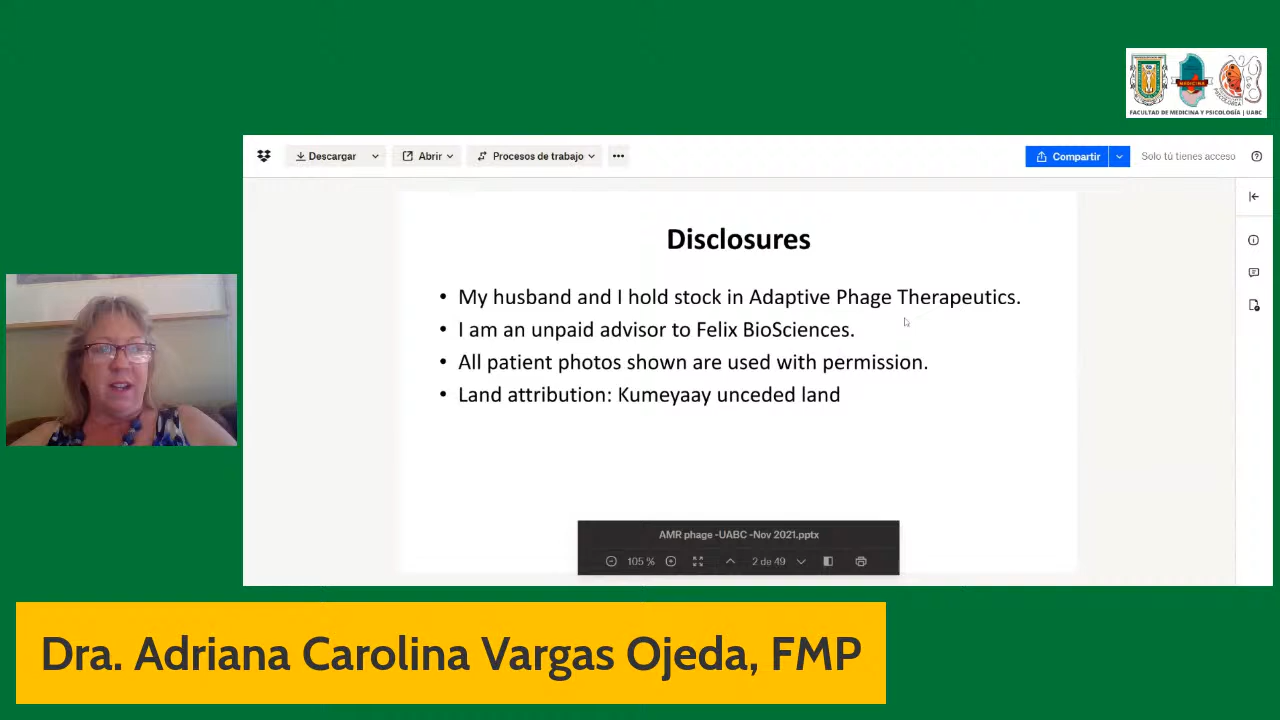 FACULTAD DE MEDICINA Y PSICOLOGÍA | UABC
Descargar
Abrir
Procesos de trabajo
Compartir
Solo tú tienes acceso
Disclosures
• My husband and I hold stock in Adaptive Phage Therapeutics.
• I am an unpaid advisor to Felix BioSciences.
• All patient photos shown are used with permission.
• Land attribution: Kumeyaay unceded land
AMR phage -UABC -Nov 2021.pptx
105 %
2 de 49
Dra. Adriana Carolina Vargas Ojeda, FMP